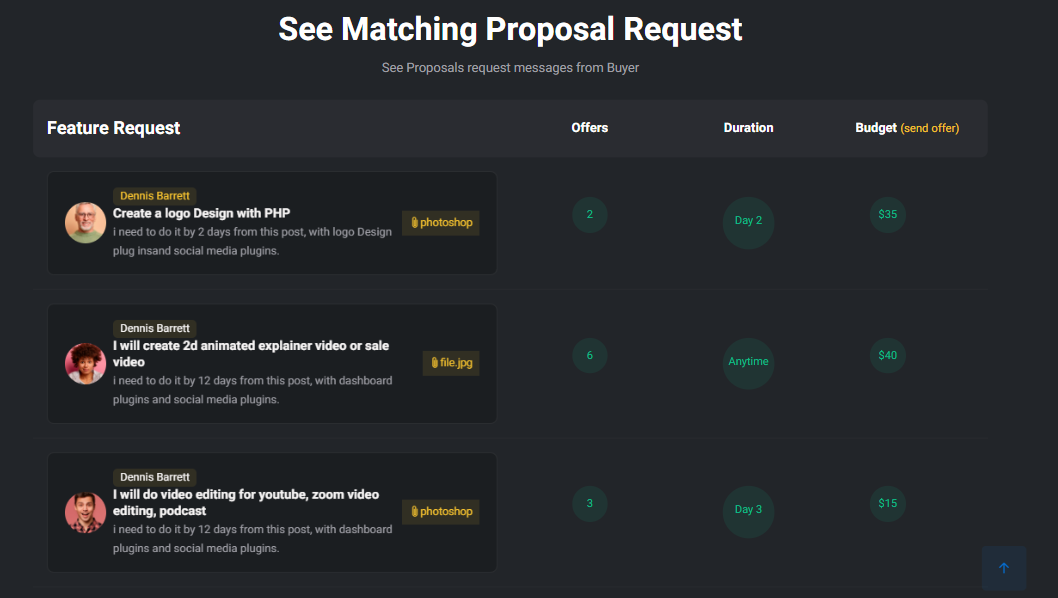 See Matching Proposal Request
See Proposals request messages from Buyer
Feature Request Offers Duration Budget (send offer)
Dennis Barrett
Create a logo Design with PHP
i need to do it by 2 days from this post, with logo Design
plug insand social media plugins.
photoshop
2
Day 2
$35
Dennis Barrett
I will create 2d animated explainer video or sale
video
i need to do it by 12 days from this post, with dashboard
plugins and social media plugins.
file.jpg
6
Anytime
$40
Dennis Barrett
I will do video editing for youtube, zoom video
editing, podcast
i need to do it by 12 days from this post, with dashboard
plugins and social media plugins.
photoshop
3
Day 3
$15